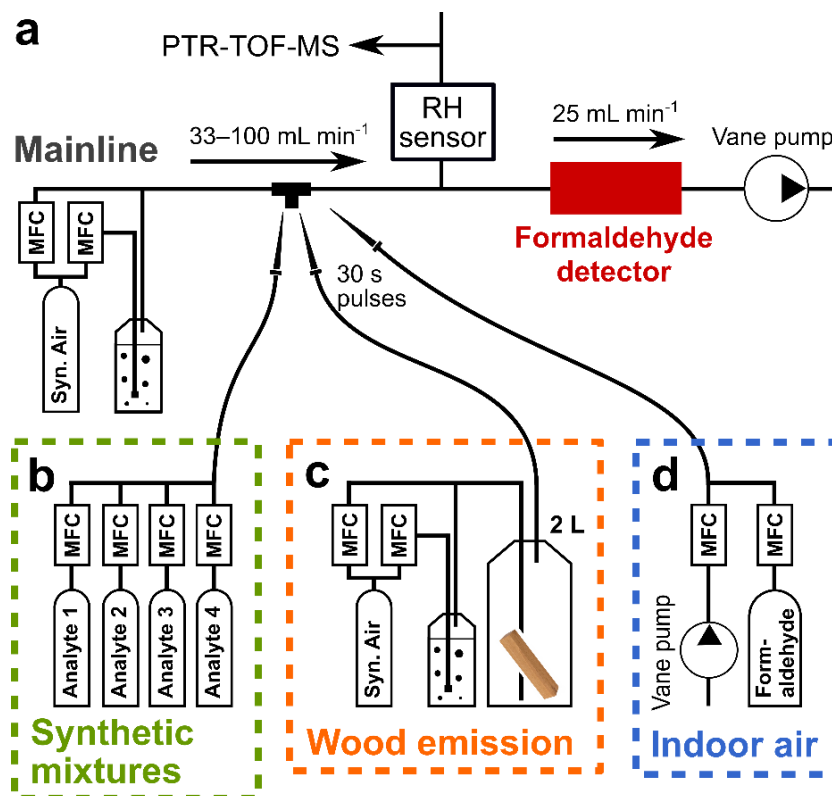 a
PTR-TOF-MS
RH
sensor
33–100 mL min⁻¹
25 mL min⁻¹
Vane pump
Mainline
MFC
MFC
Syn. Air
Formaldehyde
detector
30 s
pulses
b
MFC
MFC
MFC
MFC
Analyte 1
Analyte 2
Analyte 3
Analyte 4
Synthetic
mixtures
c
2 L
MFC
MFC
Syn. Air
Wood emission
d
MFC
MFC
Vane pump
Form-
aldehyde
Indoor air